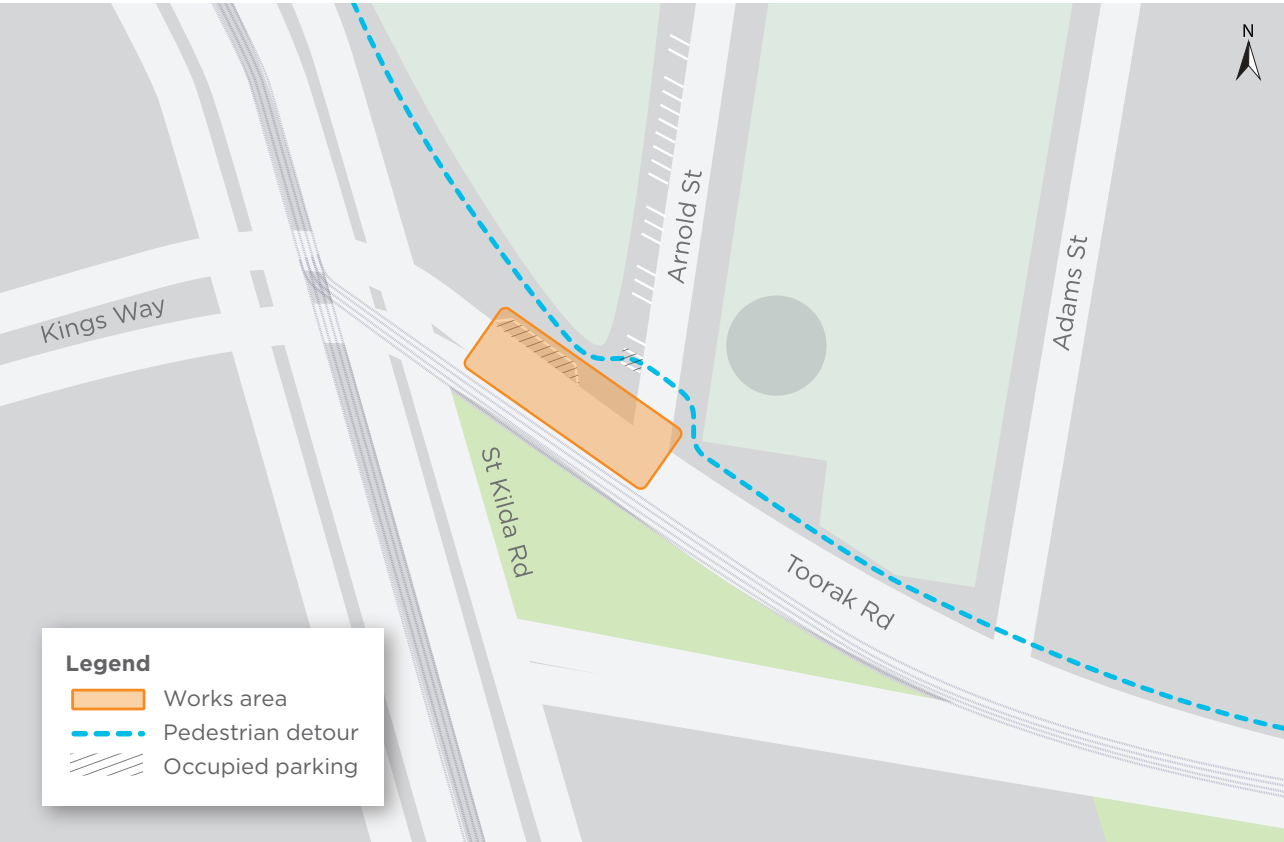 N
Arnold St
Adams St
Kings Way
St Kilda Rd
Toorak Rd
Legend
Works area
Pedestrian detour
Occupied parking